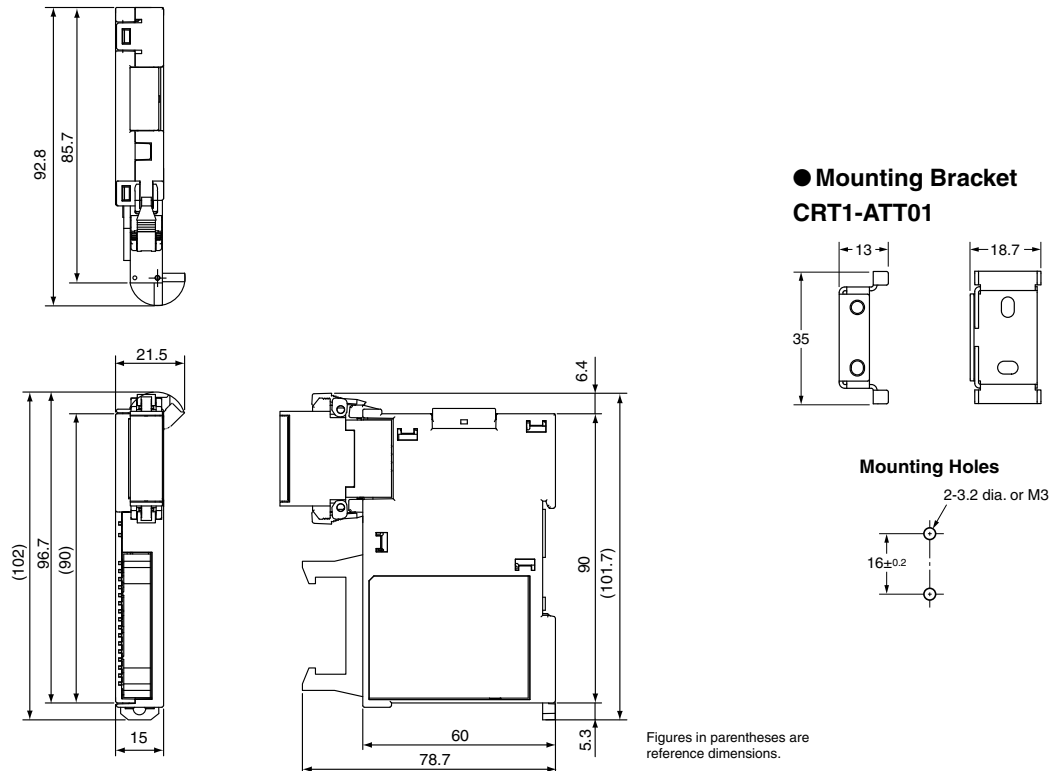 92.8
85.7
● Mounting Bracket
CRT1-ATT01
13
18.7
35
21.5
6.4
Mounting Holes
2-3.2 dia. or M3
16±0.2
(102)
96.7
(90)
90
(101.7)
15
60
5.3
78.7
Figures in parentheses are
reference dimensions.